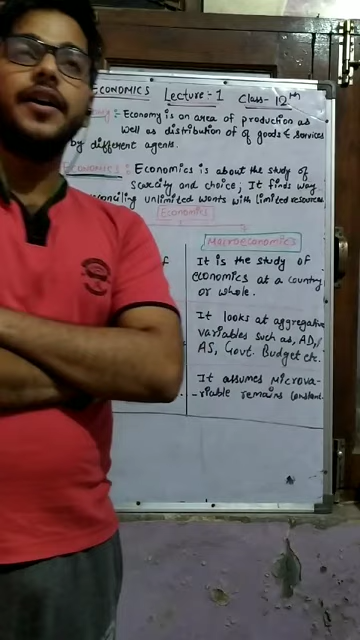 ECONOMICS Lecture:-1 Class-12th
:- Economy is an area of production as
well as distribution of of goods & services
by different agents.
ECONOMICS :- Economics is about the study of
scarcity and choice; It finds way
reconciling unlimited wants with limited resources
Economics
Macroeconomics
It is the study of
economics at a country
or whole.
It looks at aggregative
variables such as, AD,
AS, Govt. Budget etc.
It assumes microva-
-riable remains constant